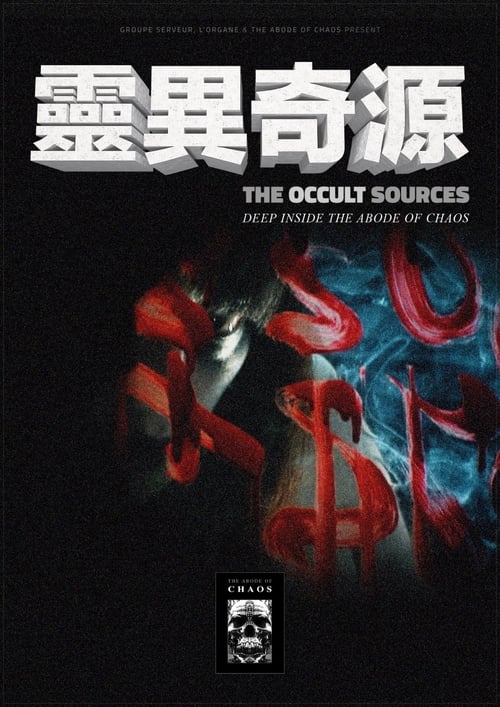 GROUPE SERVEUR, L'ORGANE & THE ABODE OF CHAOS PRESENT
靈異奇源
THE OCCULT SOURCES
DEEP INSIDE THE ABODE OF CHAOS
THE ABODE OF
CHAOS